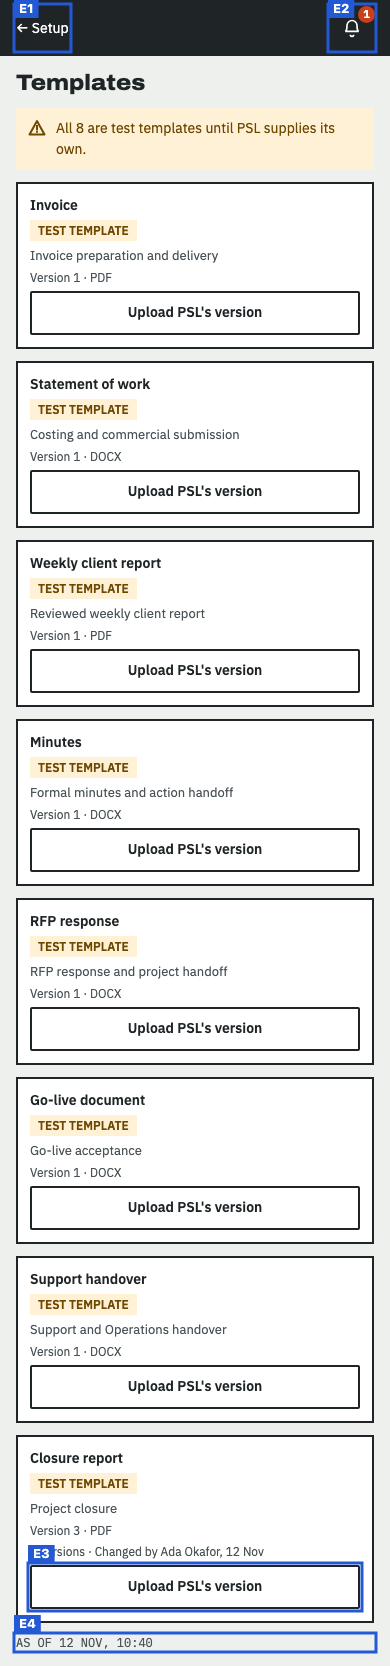 E1
E2
← Setup
1
Templates
All 8 are test templates until PSL supplies its
own.
Invoice
TEST TEMPLATE
Invoice preparation and delivery
Version 1 · PDF
Upload PSL's version
Statement of work
TEST TEMPLATE
Costing and commercial submission
Version 1 · DOCX
Upload PSL's version
Weekly client report
TEST TEMPLATE
Reviewed weekly client report
Version 1 · PDF
Upload PSL's version
Minutes
TEST TEMPLATE
Formal minutes and action handoff
Version 1 · DOCX
Upload PSL's version
RFP response
TEST TEMPLATE
RFP response and project handoff
Version 1 · DOCX
Upload PSL's version
Go-live document
TEST TEMPLATE
Go-live acceptance
Version 1 · DOCX
Upload PSL's version
Support handover
TEST TEMPLATE
Support and Operations handover
Version 1 · DOCX
Upload PSL's version
Closure report
TEST TEMPLATE
Project closure
Version 3 · PDF
E3
· Changed by Ada Okafor, 12 Nov
Upload PSL's version
E4
AS OF 12 NOV, 10:40